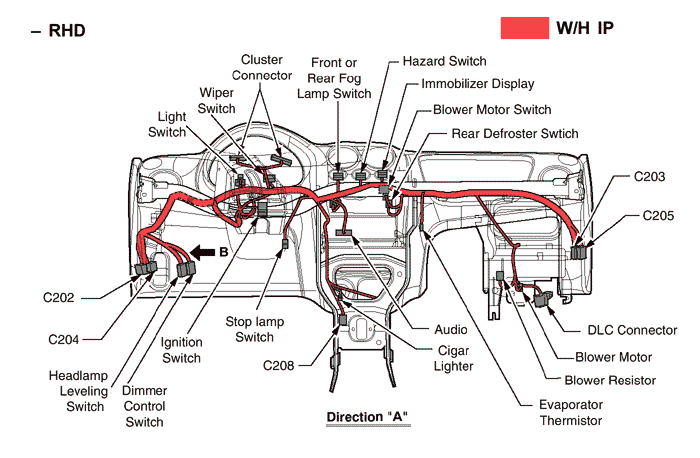 – RHD
W/H IP
Cluster
Connector
Front or
Rear Fog
Lamp Switch
Hazard Switch
Immobilizer Display
Wiper
Switch
Blower Motor Switch
Light
Switch
Rear Defroster Swtich
C203
C205
B
C202
C204
Stop lamp
Switch
Ignition
Switch
Audio
DLC Connector
C208
Cigar
Lighter
Blower Motor
Headlamp
Leveling
Switch
Dimmer
Control
Switch
Blower Resistor
Evaporator
Thermistor
Direction "A"